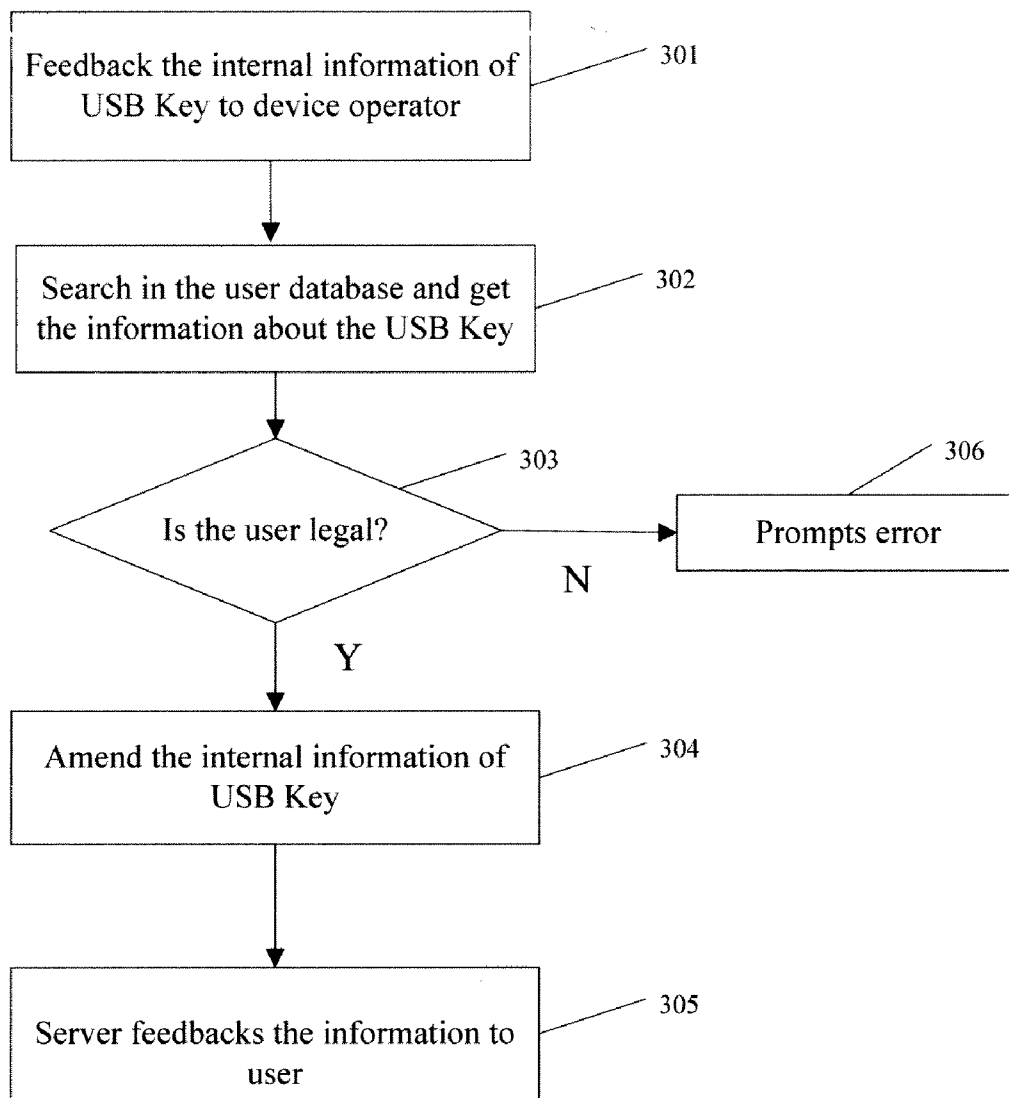 Feedback the internal information of
USB Key to device operator
301
Search in the user database and get
the information about the USB Key
302
Is the user legal?
303
306
Prompts error
N
Y
Amend the internal information of
USB Key
304
Server feedbacks the information to
user
305